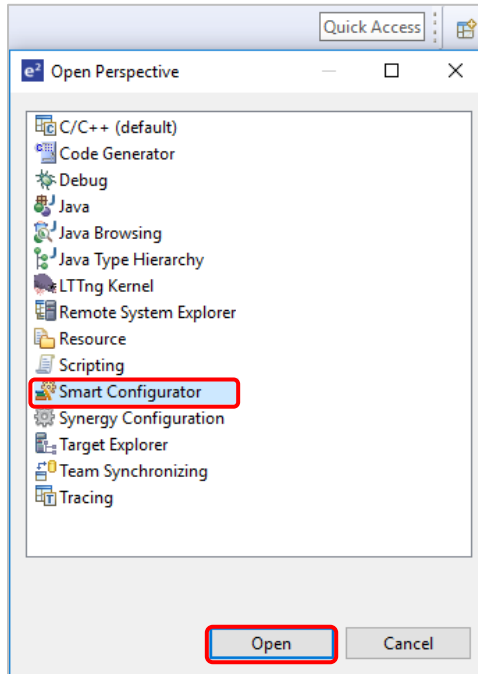 Quick Access
e² Open Perspective
C/C++ (default)
Code Generator
Debug
Java
Java Browsing
Java Type Hierarchy
LTTng Kernel
Remote System Explorer
Resource
Scripting
Smart Configurator
Synergy Configuration
Target Explorer
Team Synchronizing
Tracing
Open Cancel